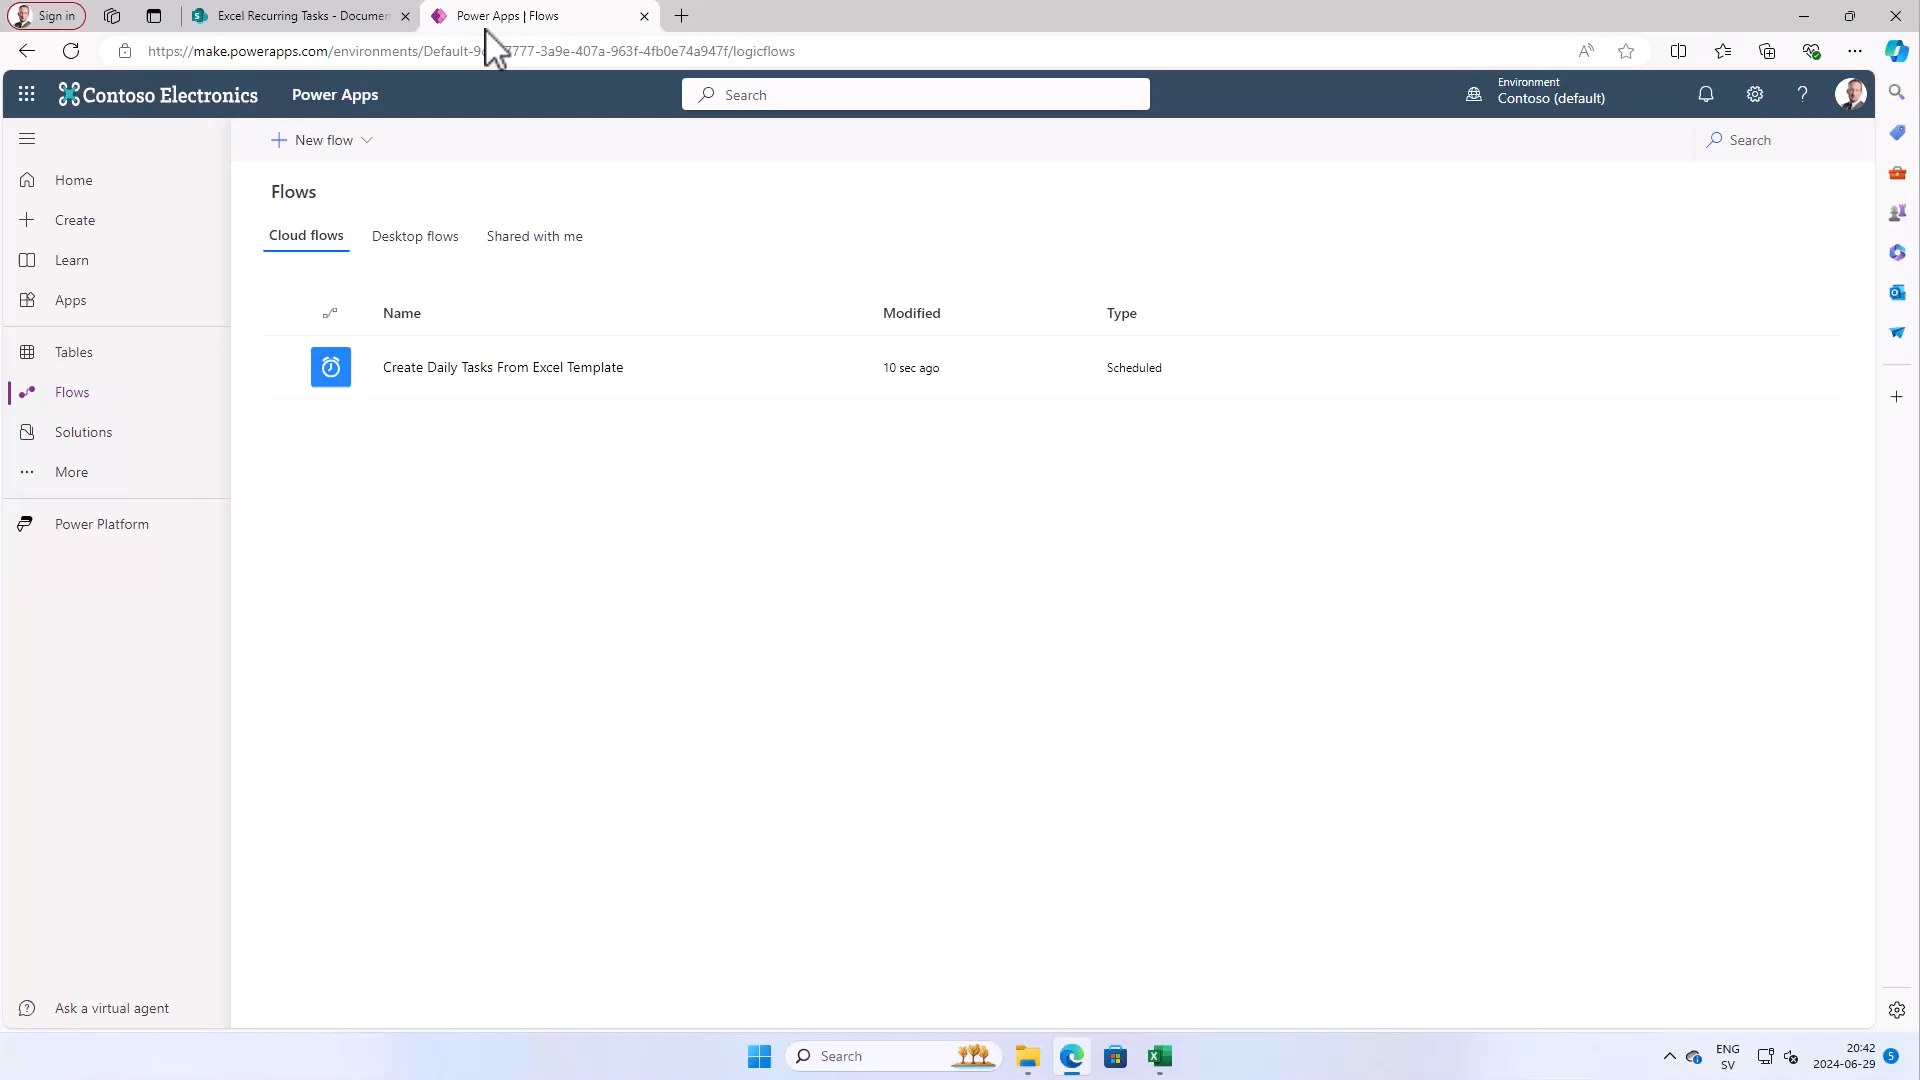 Sign in
Excel Recurring Tasks - Documen
Power Apps | Flows
https://make.powerapps.com/environments/Default-9 7777-3a9e-407a-963f-4fb0e74a947f/logicflows
Contoso Electronics
Power Apps
Search
Environment
Contoso (default)
New flow
Search
Home
Create
Learn
Apps
Tables
Flows
Solutions
More
Power Platform
Ask a virtual agent
Flows
Cloud flows
Desktop flows
Shared with me
Name
Modified
Type
Create Daily Tasks From Excel Template
10 sec ago
Scheduled
Search
ENG
SV
20:42
2024-06-29
5